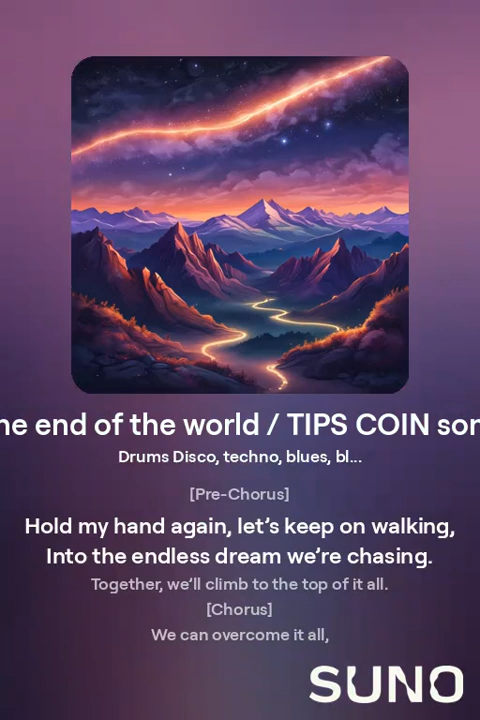 he end of the world / TIPS COIN son
Drums Disco, techno, blues, bl...
[Pre-Chorus]
Hold my hand again, let's keep on walking,
Into the endless dream we're chasing.
Together, we'll climb to the top of it all.
[Chorus]
We can overcome it all,
SUNO